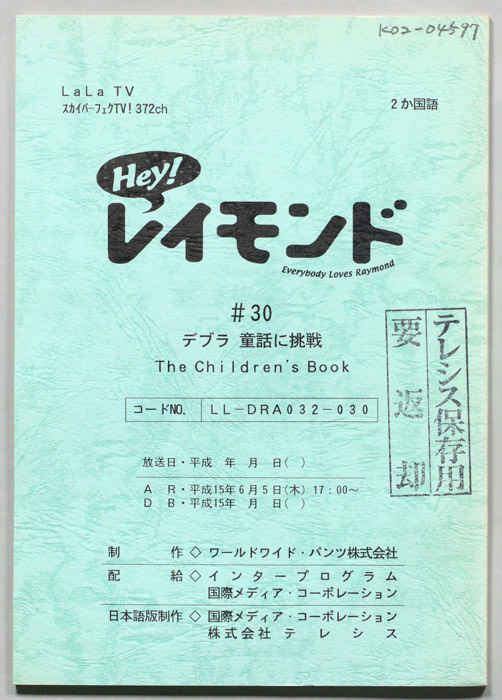 K02-04597
LaLa TV
スカイパーフェクTV! 372ch
2か国語
Hey!
レイモンド
Everybody Loves Raymond
#30
デブラ 童話に挑戦
The Children's Book
コードNO. LL-DRA032-030
テレシス保存用
要返却
放送日・平成 年 月 日( )
A R・平成15年6月5日(木) 17:00～
D B・平成15年 月 日( )
制 作◇ワールドワイド・パンツ株式会社
配 給◇インタープログラム
国際メディア・コーポレーション
日本語版制作◇国際メディア・コーポレーション
株式会社テレシス